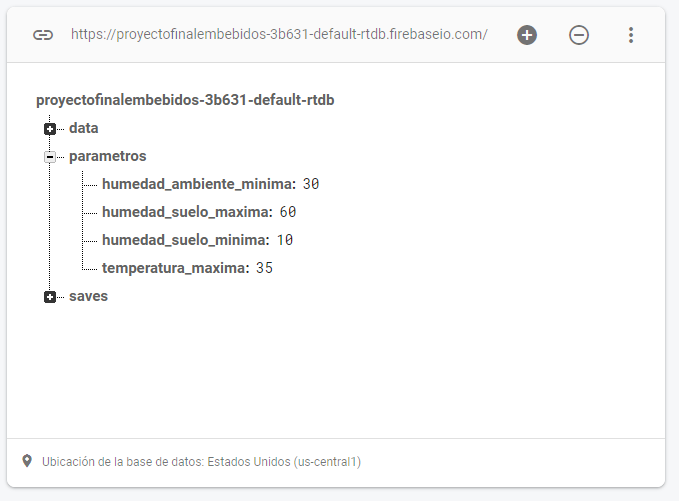 https://proyectofinalembebidos-3b631-default-rtdb.firebaseio.com/
proyectofinalembebidos-3b631-default-rtdb
data
parametros
humedad_ambiente_minima: 30
humedad_suelo_maxima: 60
humedad_suelo_minima: 10
temperatura_maxima: 35
saves
Ubicación de la base de datos: Estados Unidos (us-central1)